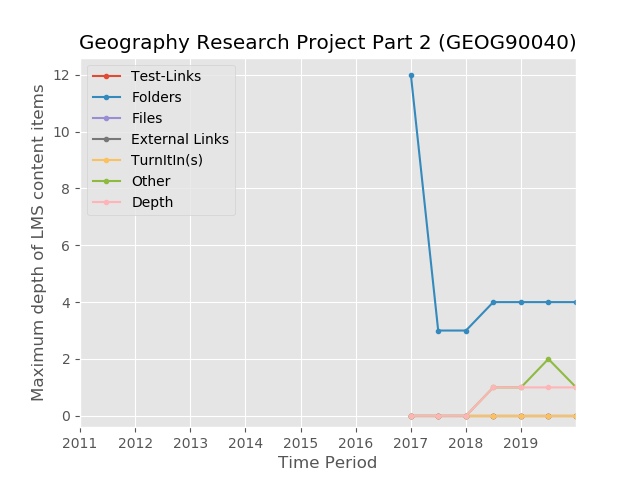 Geography Research Project Part 2 (GEOG90040)
Maximum depth of LMS content items
12
10
8
6
4
2
0
Test-Links
Folders
Files
External Links
TurnItIn(s)
Other
Depth
2011 2012 2013 2014 2015 2016 2017 2018 2019
Time Period